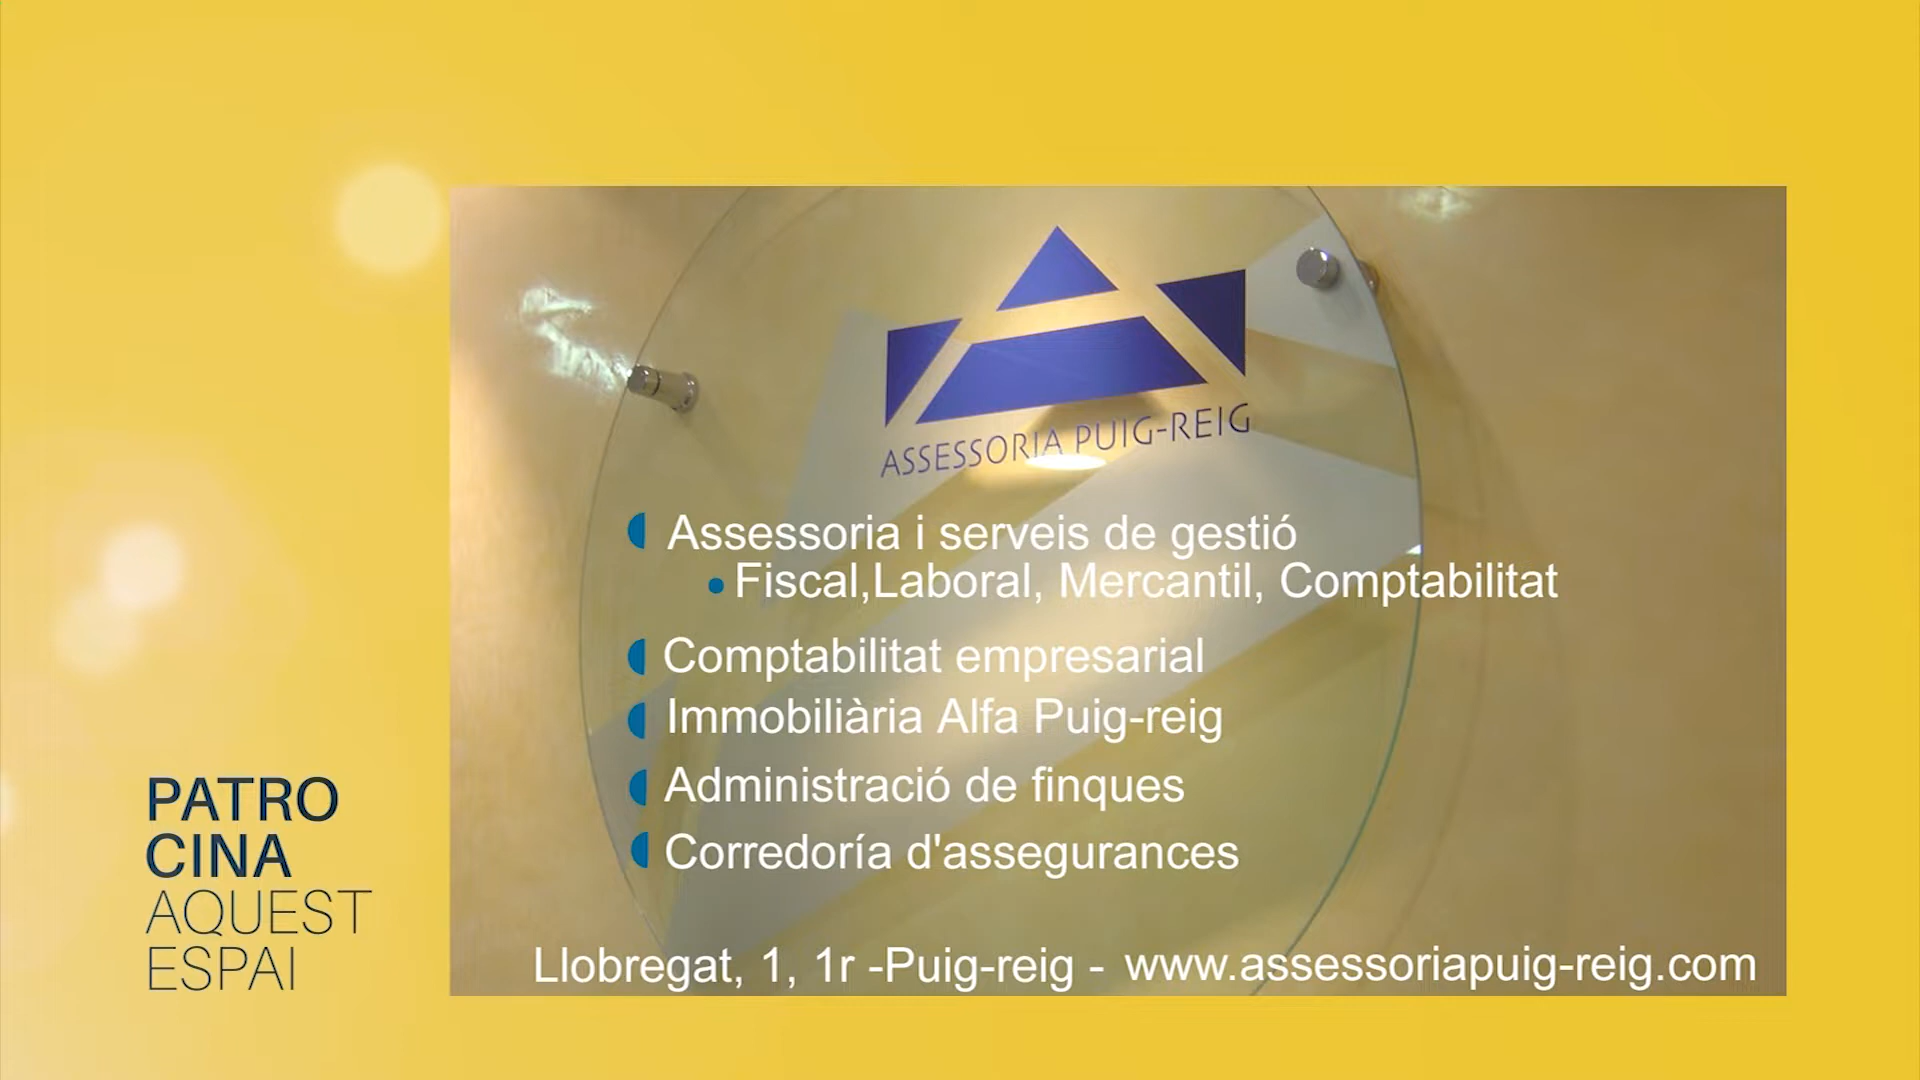 ASSESSORIA PUIG-REIG
Assessoria i serveis de gestió
Fiscal,Laboral, Mercantil, Comptabilitat
Comptabilitat empresarial
Immobiliària Alfa Puig-reig
Administració de finques
Corredoría d'assegurances
Llobregat, 1, 1r -Puig-reig - www.assessoriapuig-reig.com
PATRO
CINA
AQUEST
ESPAI